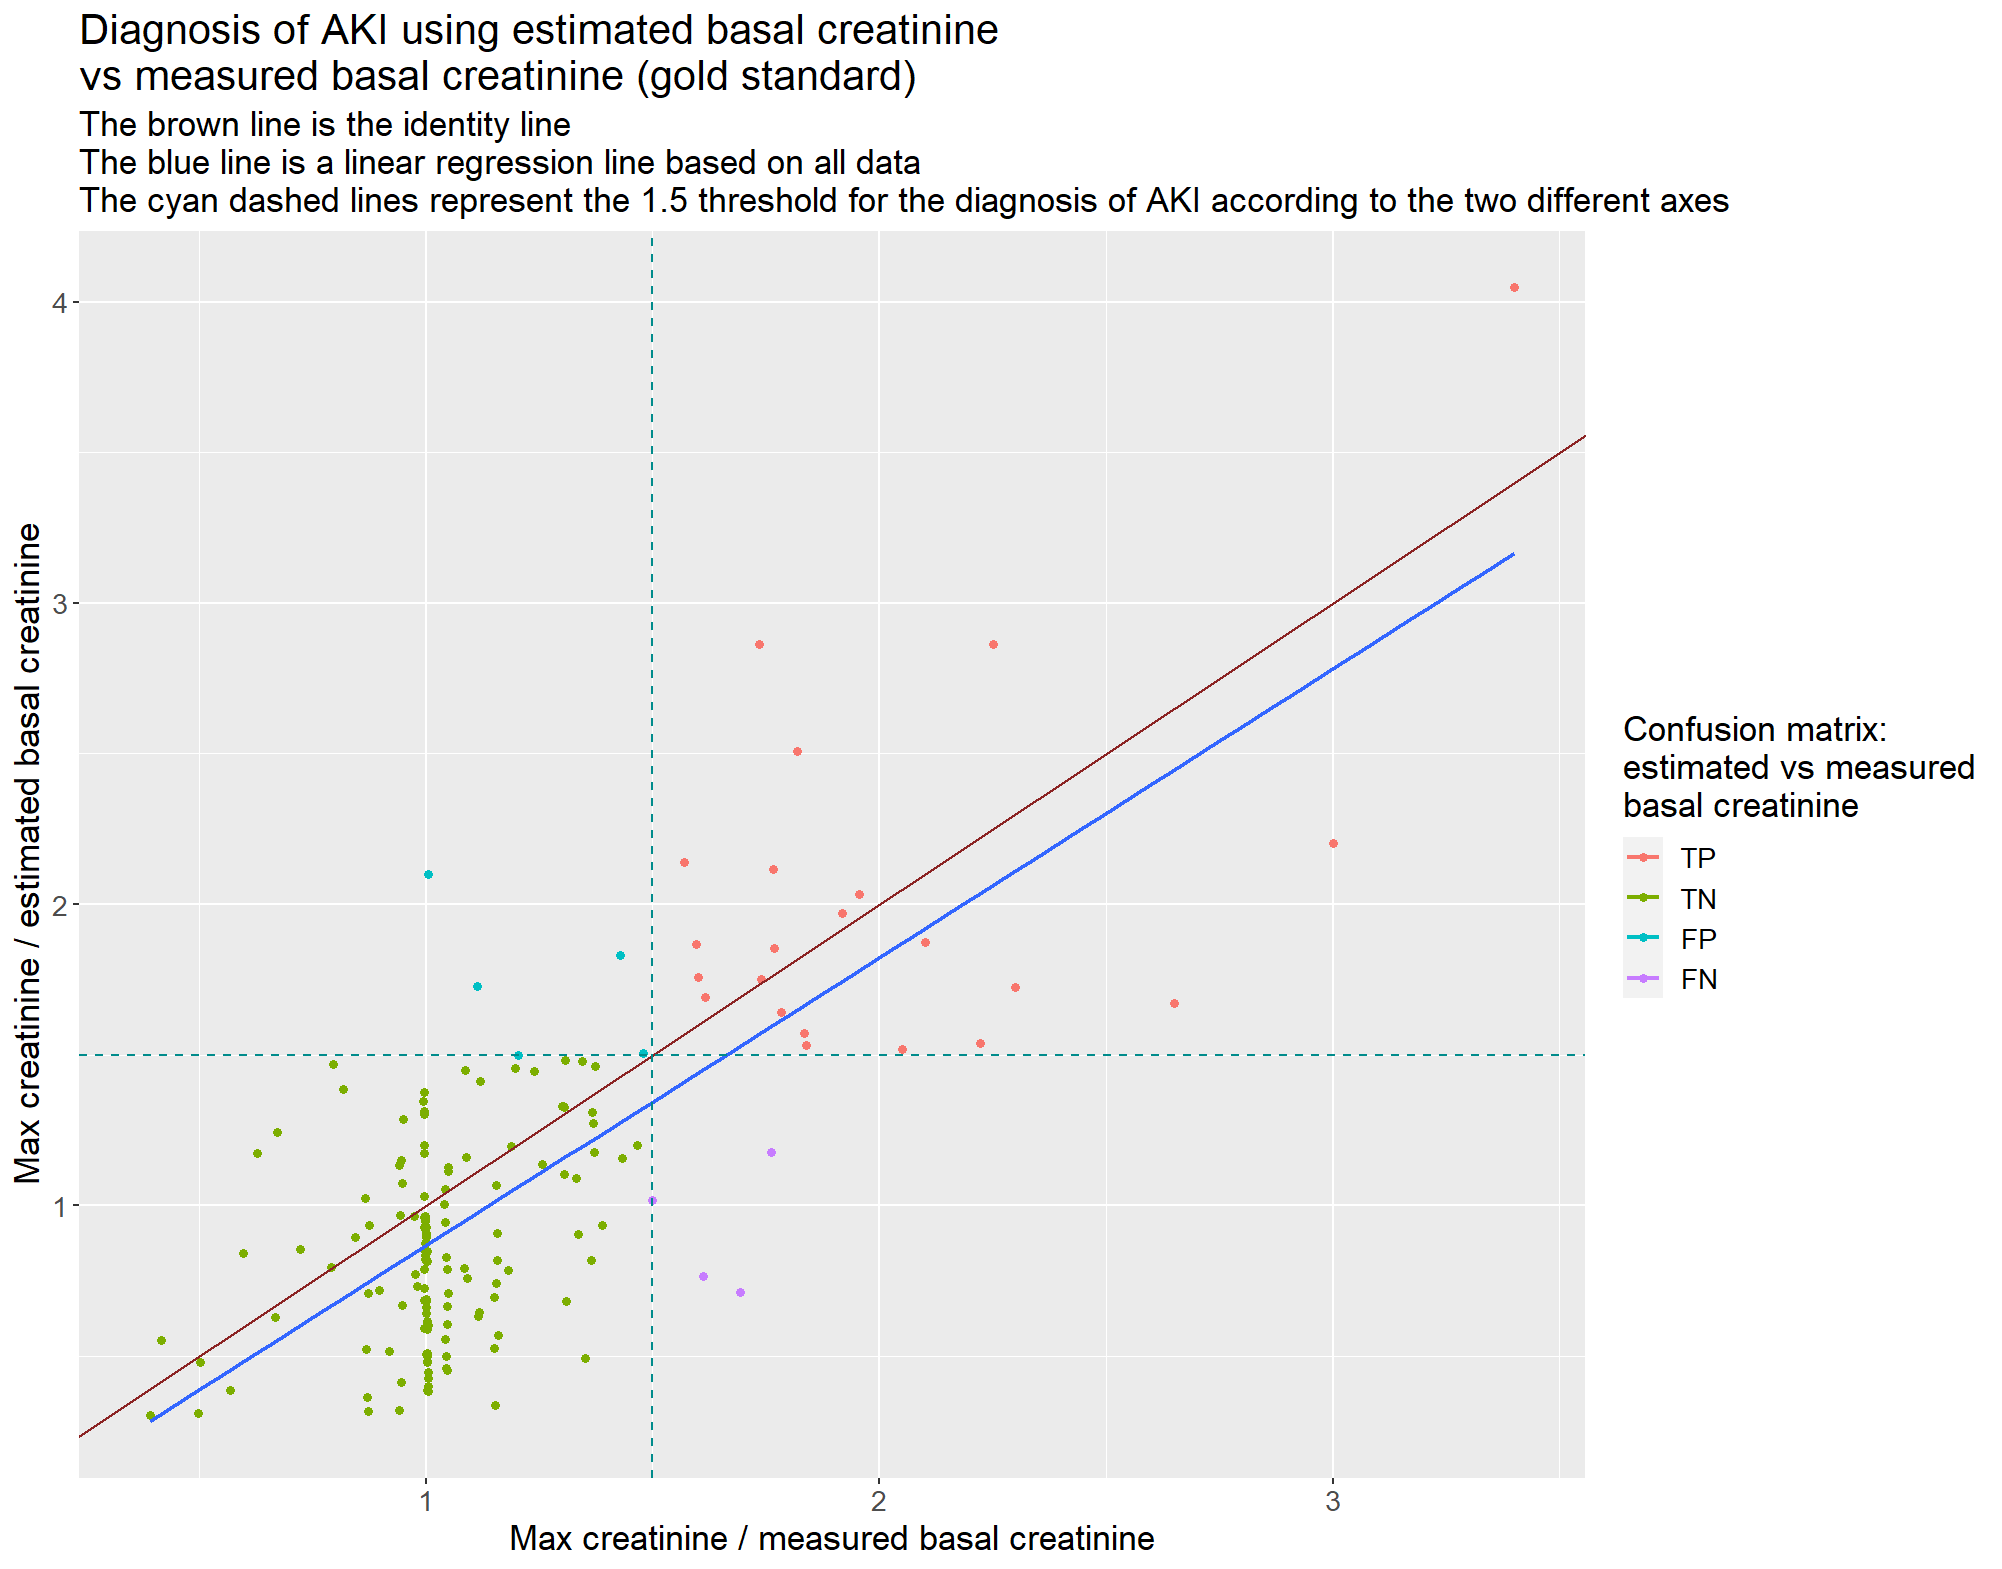 Diagnosis of AKI using estimated basal creatinine
vs measured basal creatinine (gold standard)
The brown line is the identity line
The blue line is a linear regression line based on all data
The cyan dashed lines represent the 1.5 threshold for the diagnosis of AKI according to the two different axes
Max creatinine / estimated basal creatinine
4
3
2
1
1
2
3
Max creatinine / measured basal creatinine
Confusion matrix:
estimated vs measured
basal creatinine
TP
TN
FP
FN